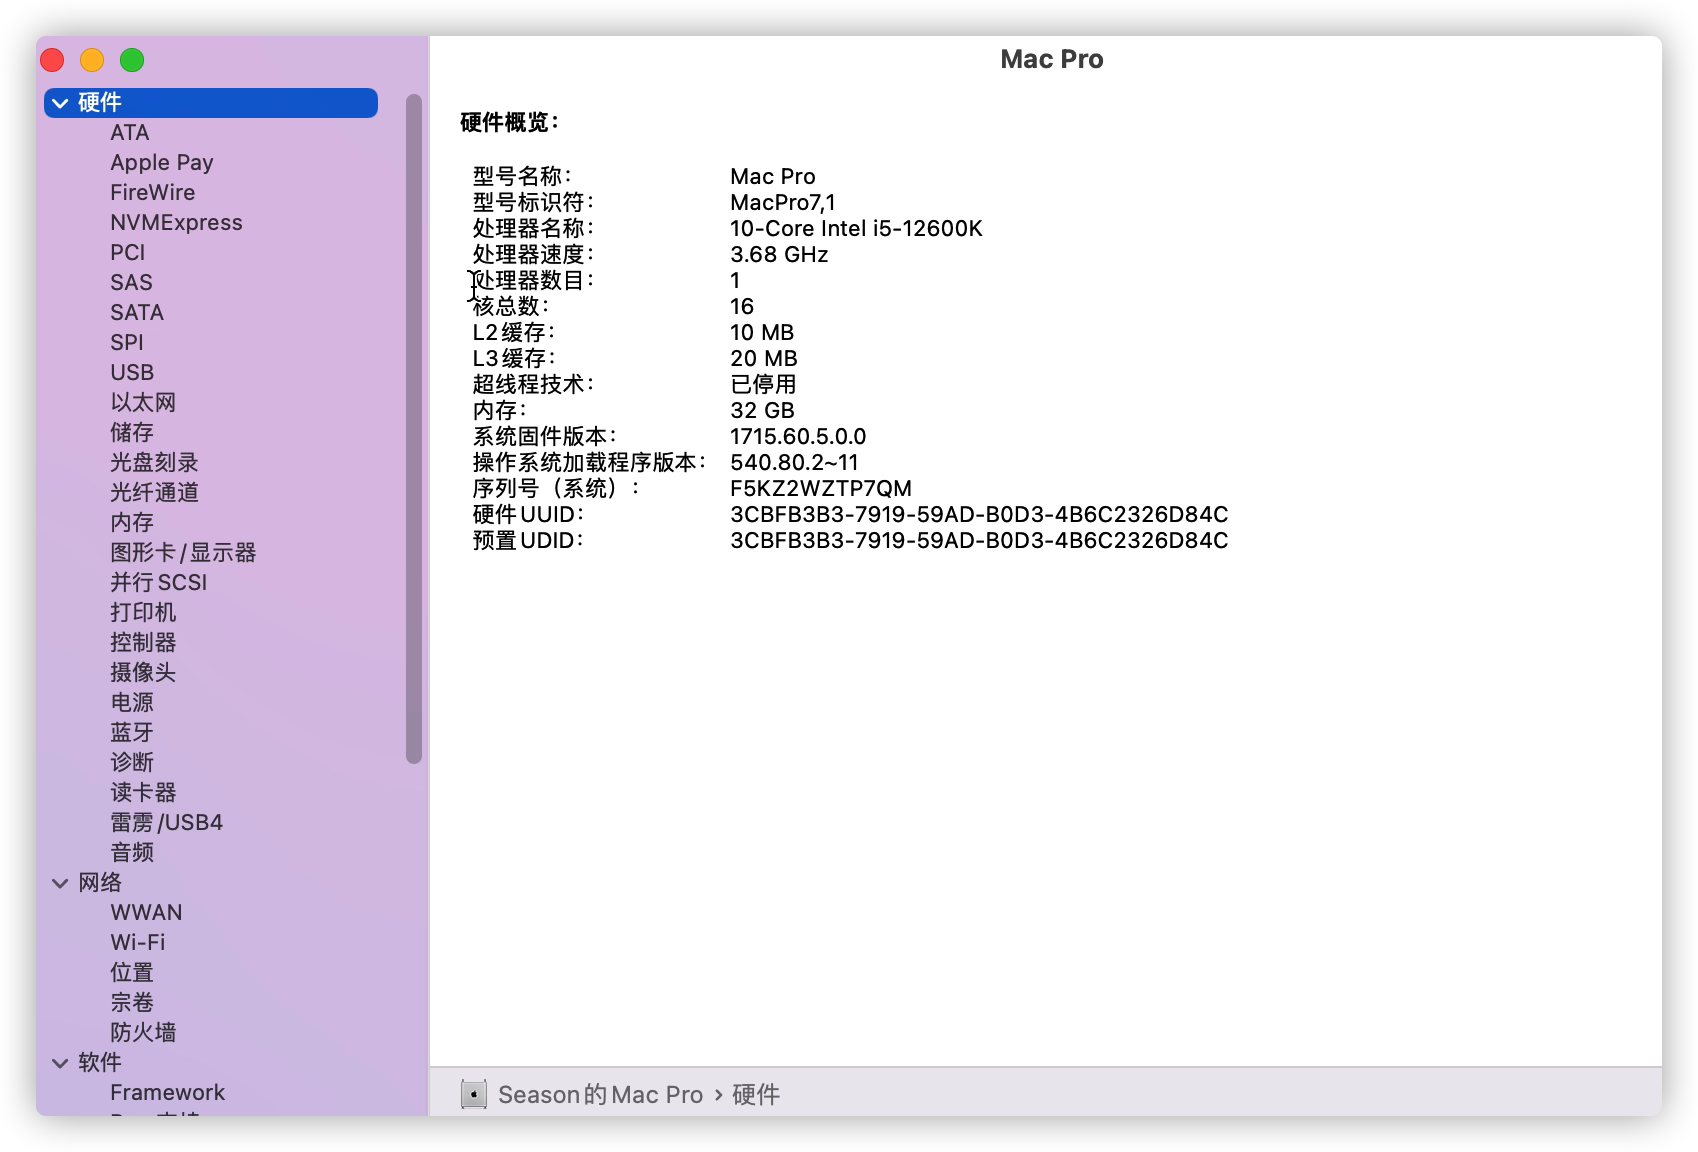 Mac Pro
硬件
ATA
Apple Pay
FireWire
NVMExpress
PCI
SAS
SATA
SPI
USB
以太网
储存
光盘刻录
光纤通道
内存
图形卡/显示器
并行SCSI
打印机
控制器
摄像头
电源
蓝牙
诊断
读卡器
雷雳/USB4
音频
网络
WWAN
Wi-Fi
位置
宗卷
防火墙
软件
Framework
硬件概览：
型号名称： Mac Pro
型号标识符： MacPro7,1
处理器名称： 10-Core Intel i5-12600K
处理器速度： 3.68 GHz
处理器数目： 1
核总数： 16
L2缓存： 10 MB
L3缓存： 20 MB
超线程技术： 已停用
内存： 32 GB
系统固件版本： 1715.60.5.0.0
操作系统加载程序版本： 540.80.2~11
序列号（系统）： F5KZ2WZTP7QM
硬件UUID： 3CBFB3B3-7919-59AD-B0D3-4B6C2326D84C
预置UDID： 3CBFB3B3-7919-59AD-B0D3-4B6C2326D84C
Season的Mac Pro › 硬件